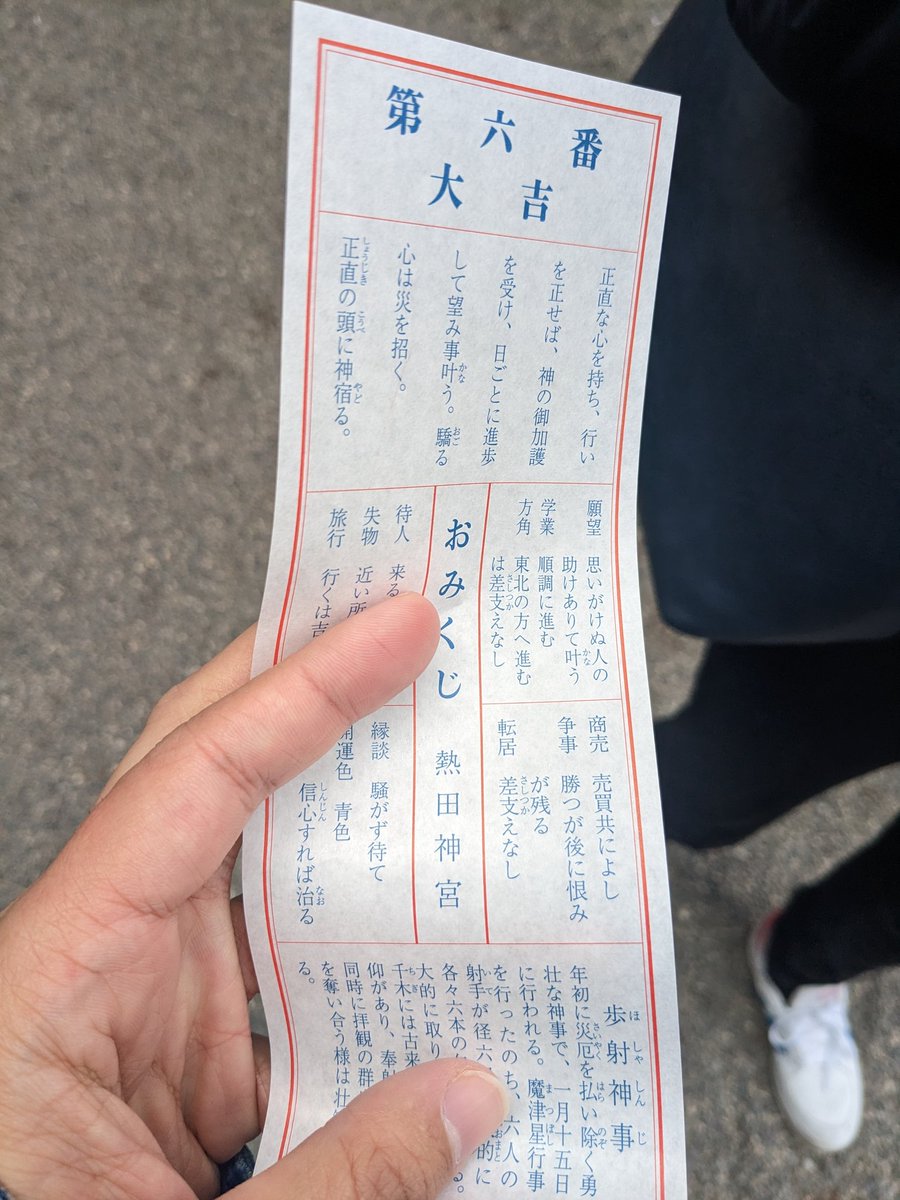 第六番
大吉
正直な心を持ち、行い
を正せば、神の御加護
を受け、日ごとに進歩
して望み事叶う。驕る
心は災を招く。
正直の頭に神宿る。
願望 思いがけぬ人の
助けありて叶う
学業 順調に進む
方角 東北の方へ進む
は差支えなし
商売 売買共によし
争事 勝つが後に恨み
が残る
転居 差支えなし
おみくじ 熱田神宮
待人 来る
失物 近い所
旅行 行くは吉
縁談 騒がず待て
開運色 青色
信心すれば治る
歩射神事
年初に災厄を払い除く勇
壮な神事で、一月十五日
に行われる。魔津星行事
を行ったのち、六人の
射手が径六 的に
各々六本の
大的に取り る。
千木には古来
仰があり、奉射
同時に拝観の群
を奪い合う様は壮
る。